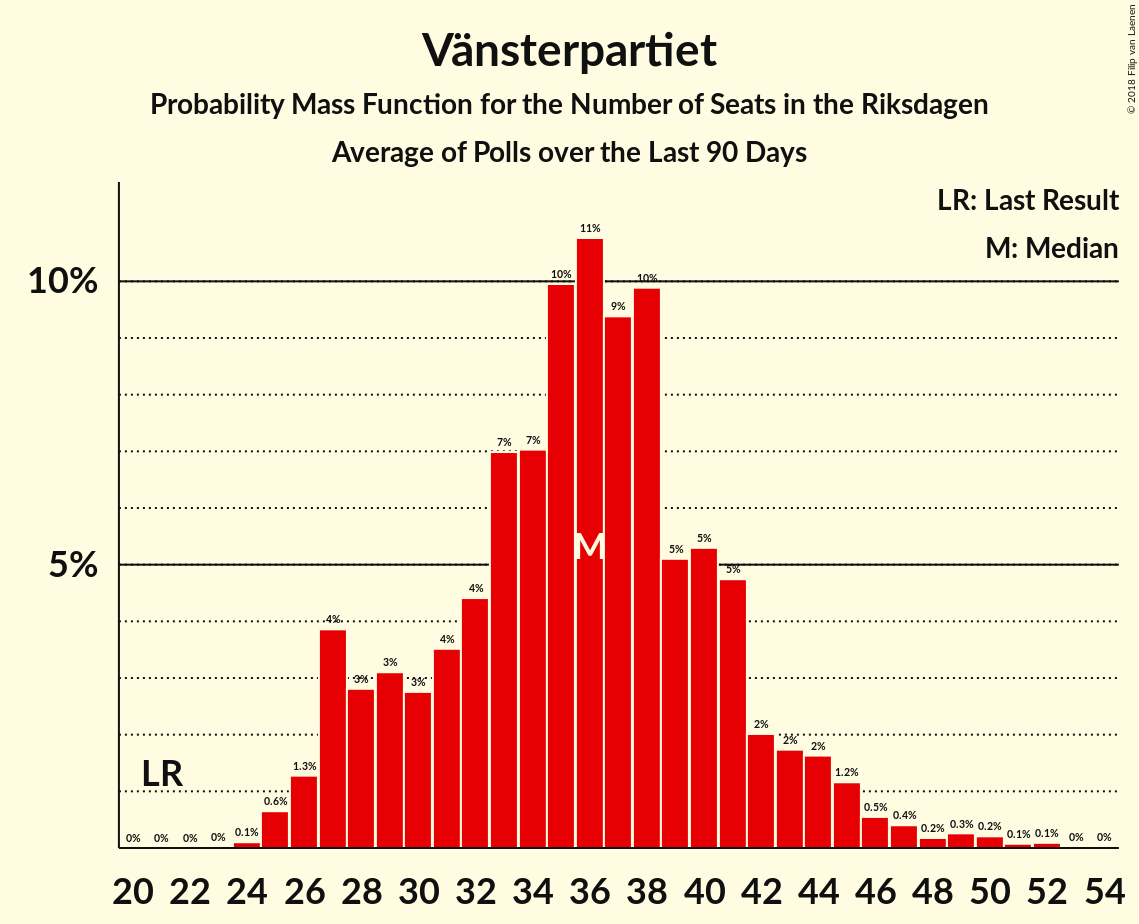 Vänsterpartiet
Probability Mass Function for the Number of Seats in the Riksdagen
Average of Polls over the Last 90 Days
© 2018 Filip van Laenen
LR: Last Result
M: Median
10%
5%
LR
M
0% 0% 0% 0% 0.1% 0.6% 1.3% 4% 3% 3% 3% 4% 4% 7% 7% 10% 11% 9% 10% 5% 5% 5% 2% 2% 2% 1.2% 0.5% 0.4% 0.2% 0.3% 0.2% 0.1% 0.1% 0% 0%
20 22 24 26 28 30 32 34 36 38 40 42 44 46 48 50 52 54